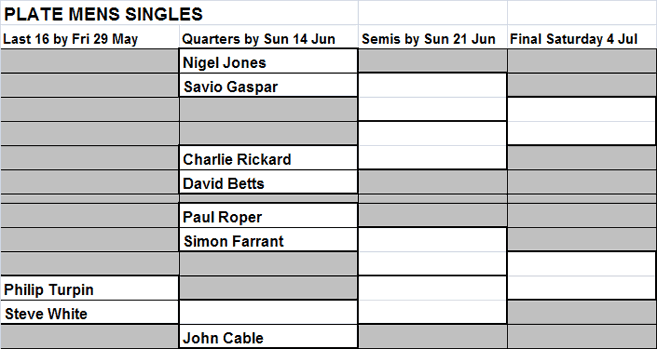 PLATE MENS SINGLES
Last 16 by Fri 29 May Quarters by Sun 14 Jun Semis by Sun 21 Jun Final Saturday 4 Jul
Nigel Jones
Savio Gaspar
Charlie Rickard
David Betts
Paul Roper
Simon Farrant
Philip Turpin
Steve White
John Cable